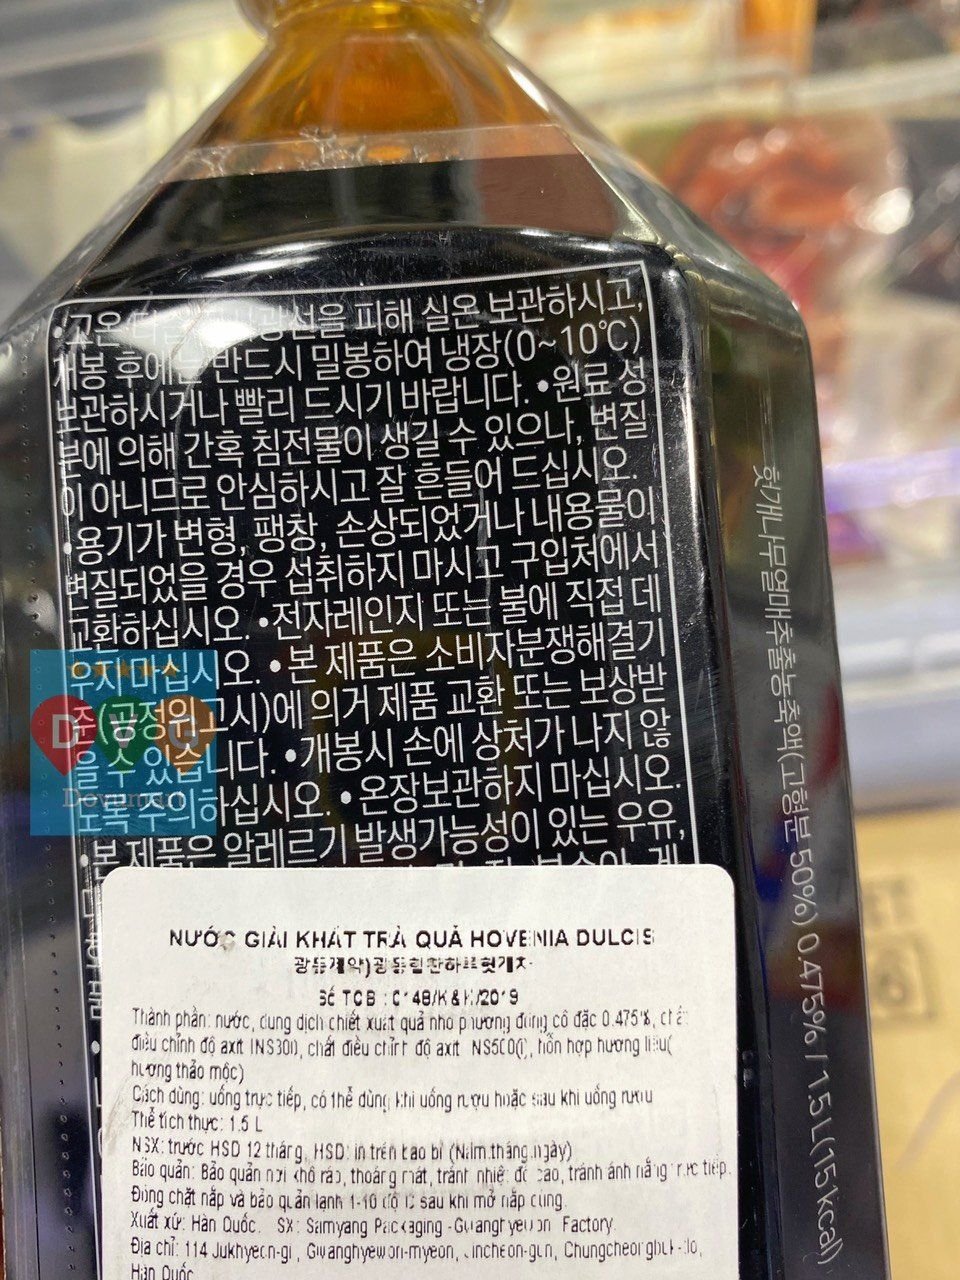 •고온 광선을 피해 실온 보관하시고,
개봉 후에는 반드시 밀봉하여 냉장(0~10℃)
보관하시거나 빨리 드시기 바랍니다. •원료성
분에 의해 간혹 침전물이 생길 수 있으나, 변질
이 아니므로 안심하시고 잘 흔들어 드십시오.
•용기가 변형, 팽창, 손상되었거나 내용물이
변질되었을 경우 섭취하지 마시고 구입처에서
교환하십시오. •전자레인지 또는 불에 직접 데
우지 마십시오. •본 제품은 소비자분쟁해결기
준(공정위고시)에 의거 제품 교환 또는 보상받
을 수 있습니다. •개봉시 손에 상처가 나지 않
도록 주의하십시오. •온장보관하지 마십시오.
•본 제품은 알레르기 발생가능성이 있는 우유,
DVG
Dovumart
헛개나무열매추출농축액(고형분 50%) 0.475% / 1.5L(15kcal)
NƯỚC GIẢI KHÁT TRÀ QUẢ HOVENIA DULCIS
Số TCB : 0148/K&H/2019
Thành phần: nước, dung dịch chiết xuất quả nho phương đông cô đặc 0.475%, chất
điều chỉnh độ axit INS300, chất điều chỉnh độ axit hỗn hợp hương liệu(
hương thảo mộc)
Cách dùng: uống trực tiếp, có thể dùng khi uống rượu hoặc sau khi uống rượu
Thể tích thực: 1.5 L
NSX: trước HSD 12 tháng, HSD: in trên bao bì (Năm.tháng.ngày)
Bảo quản: Bảo quản nơi khô ráo, thoáng mát, tránh nhiệt độ cao, tránh ánh nắng trực tiếp.
Đóng chặt nắp và bảo quản lạnh 1-10 độ C sau khi mở nắp dùng.
Xuất xứ: Hàn Quốc. SX: Samyang Packaging -Gwanghyewon Factory.
Địa chỉ: 114 Jukhyeon-gi, Gwanghyewon-myeon, Jincheon-gun, Chungcheongbuk-do,
Hàn Quốc